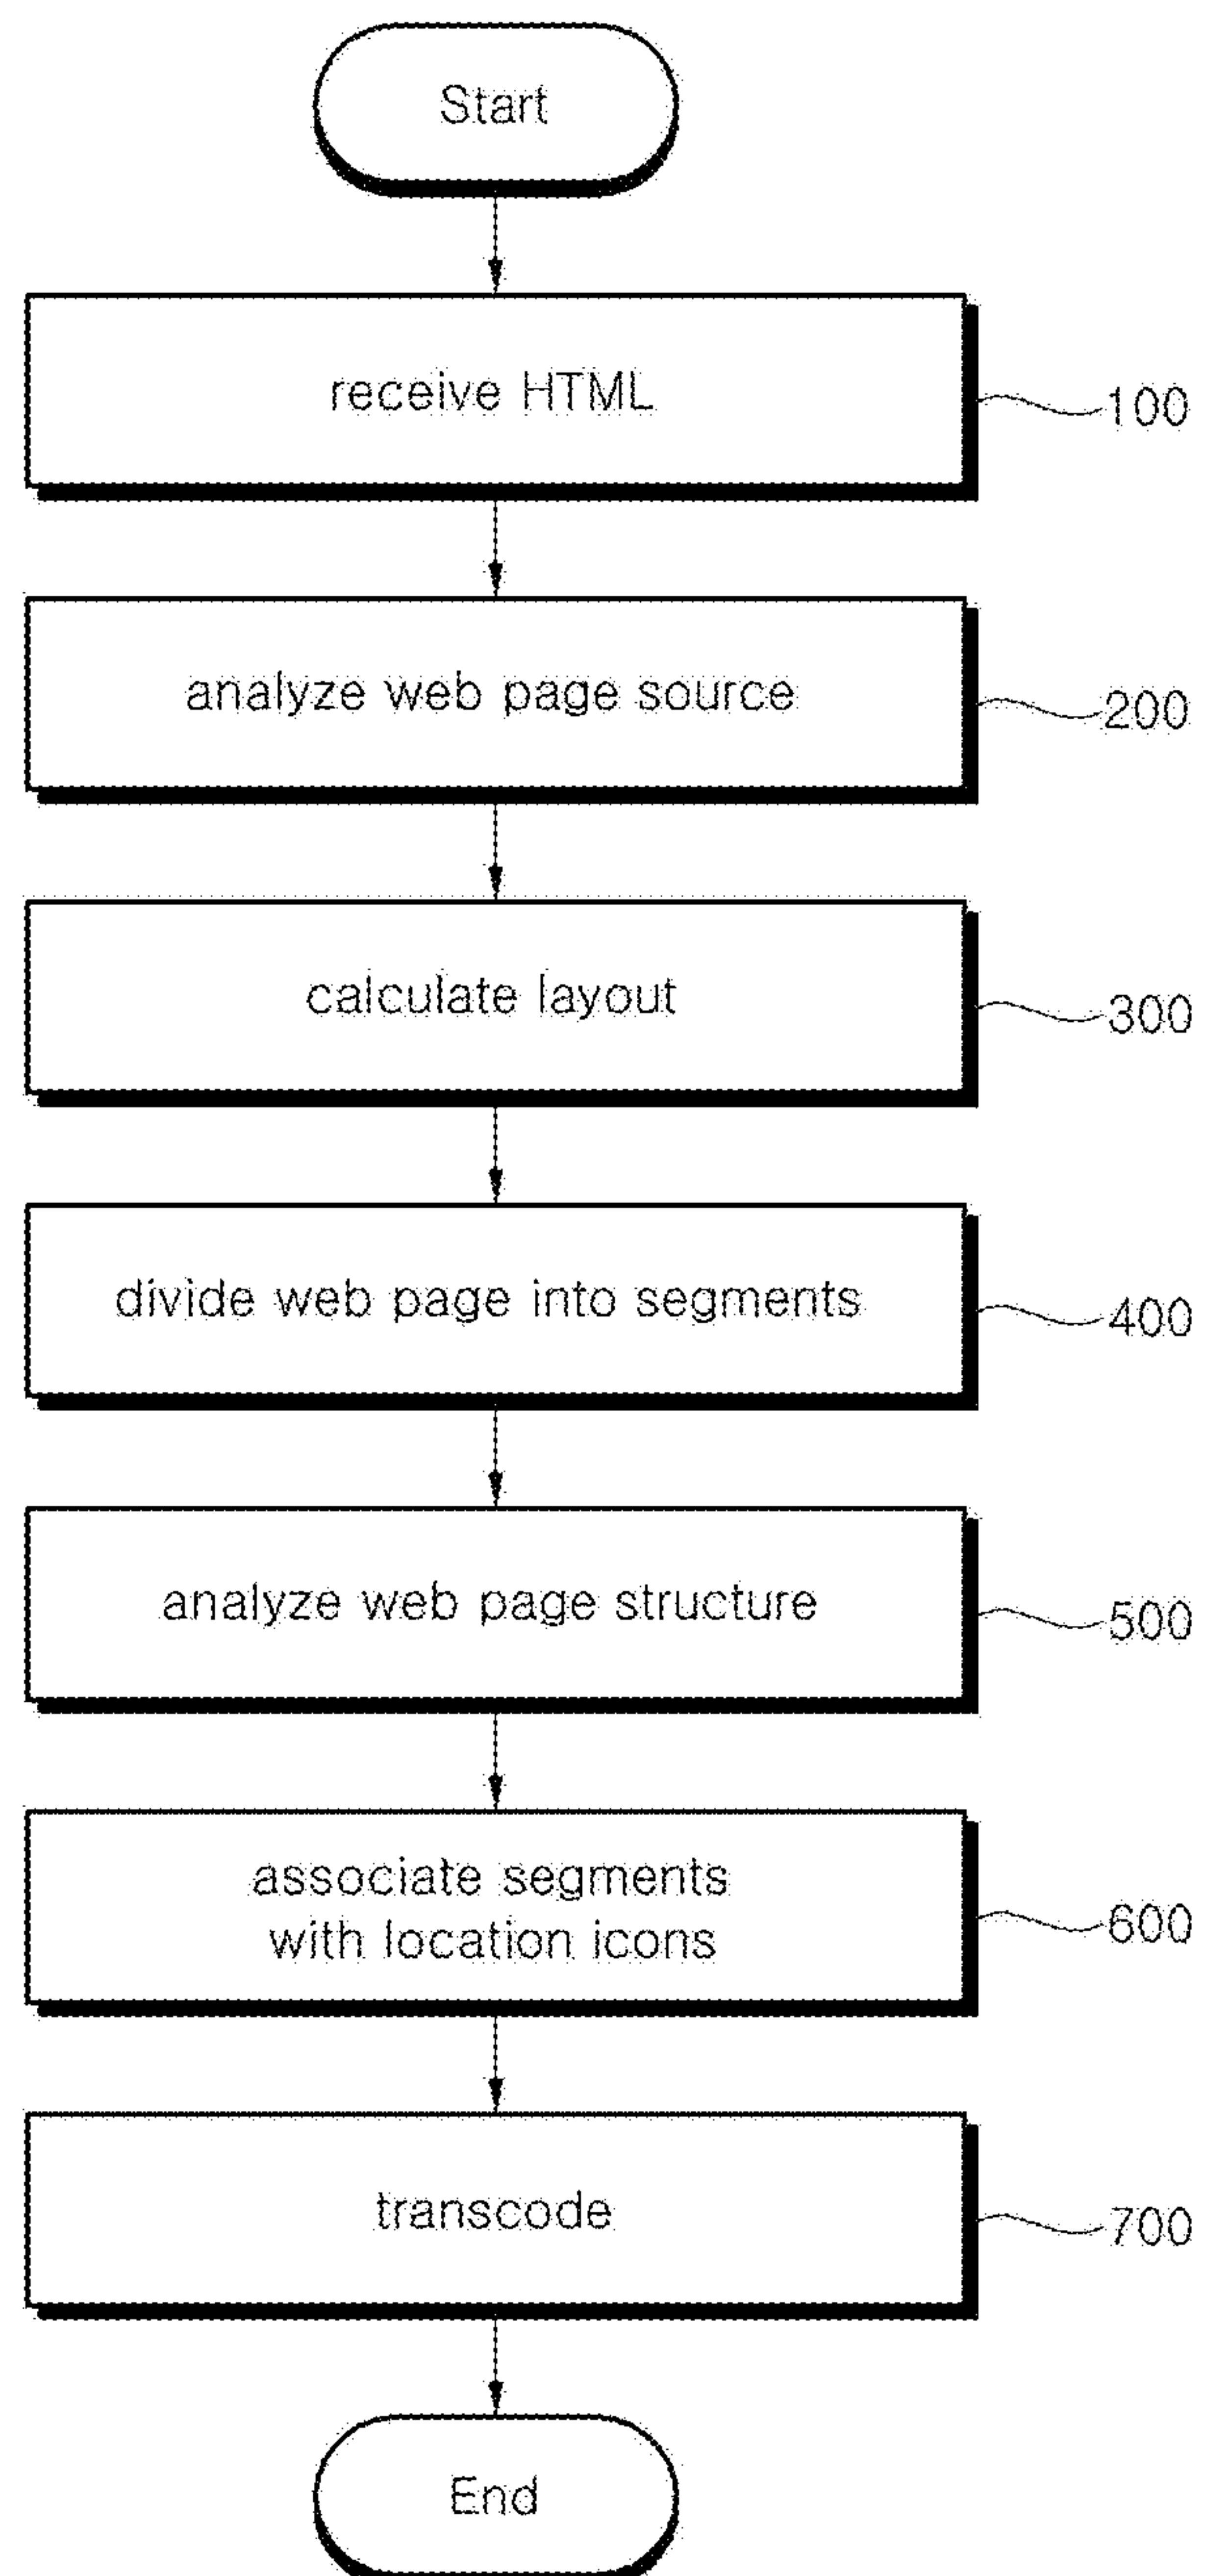 Start
receive HTML
100
analyze web page source
200
calculate layout
300
divide web page into segments
400
analyze web page structure
500
associate segments
with location icons
600
transcode
700
End